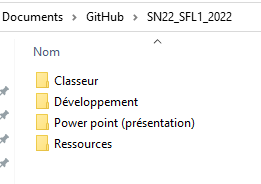 Documents > GitHub > SN22_SFL1_2022
Nom
Classeur
Développement
Power point (présentation)
Ressources